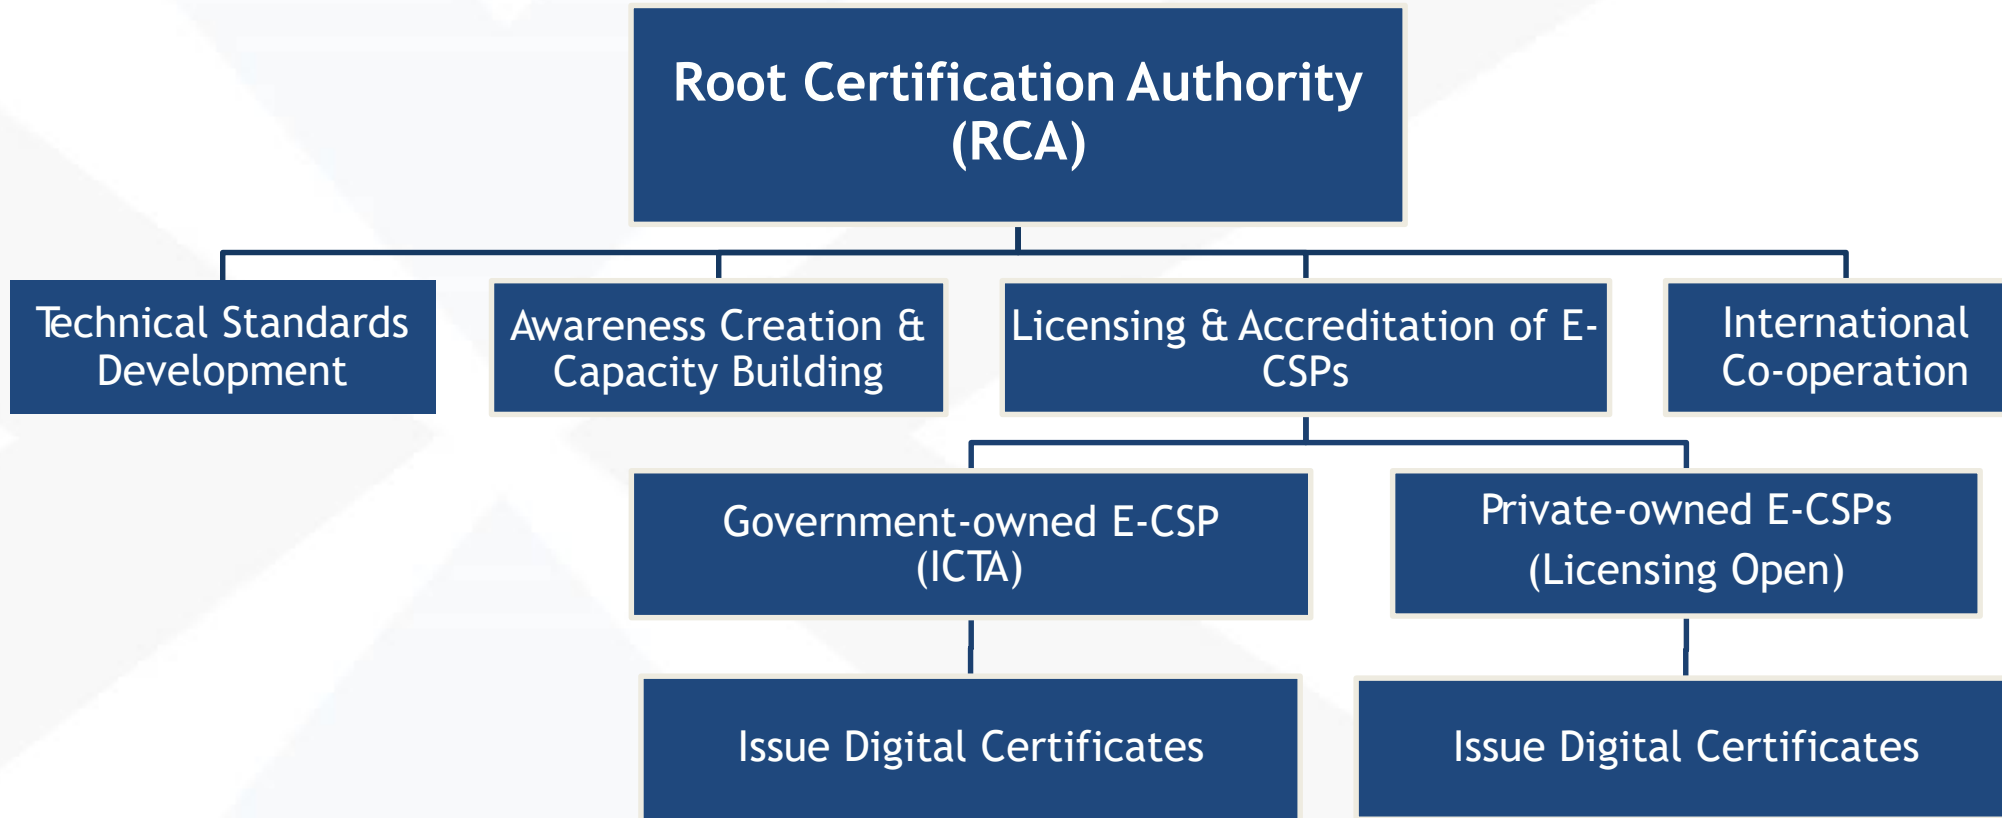 Root Certification Authority
(RCA)
Technical Standards
Development
Awareness Creation &
Capacity Building
Licensing & Accreditation of E-
CSPs
International
Co-operation
Government-owned E-CSP
(ICTA)
Private-owned E-CSPs
(Licensing Open)
Issue Digital Certificates
Issue Digital Certificates